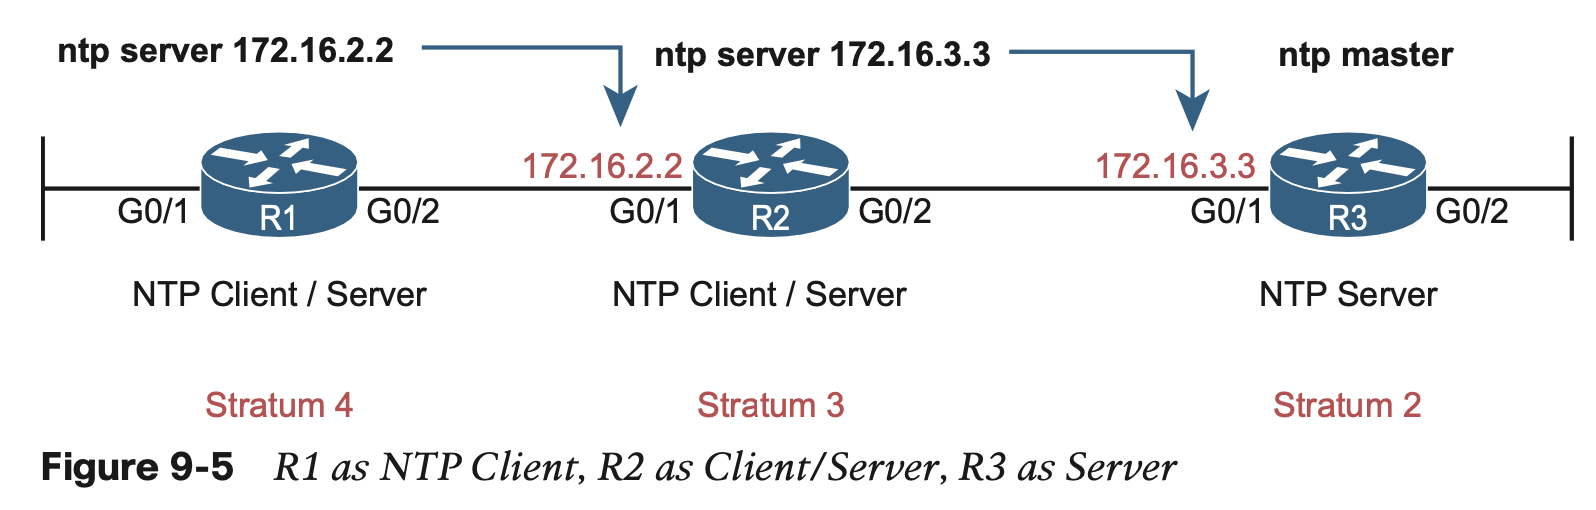 ntp server 172.16.2.2
ntp server 172.16.3.3
ntp master
172.16.2.2
172.16.3.3
G0/1
R1
G0/2
G0/1
R2
G0/2
G0/1
R3
G0/2
NTP Client / Server
NTP Client / Server
NTP Server
Stratum 4
Stratum 3
Stratum 2
Figure 9-5 R1 as NTP Client, R2 as Client/Server, R3 as Server